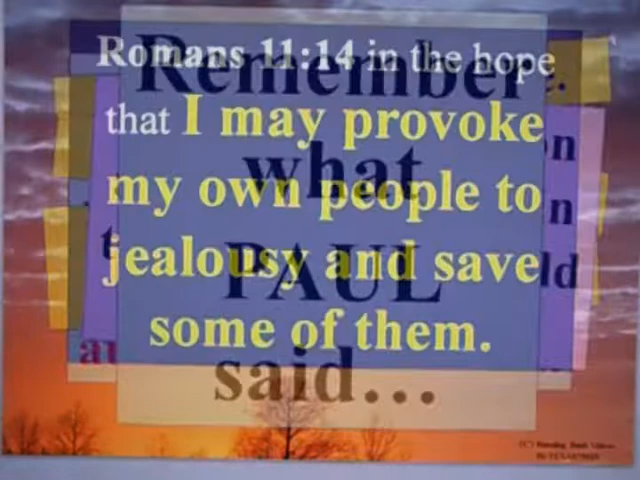 Romans 11:14 in the hope
that I may provoke
my own people to
jealousy and save
some of them.
Remember
what
PAUL
said...